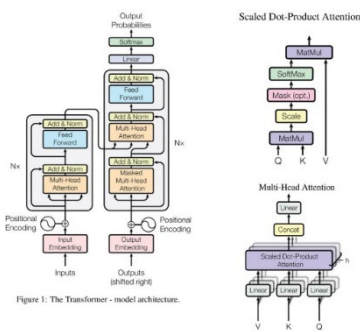 Output
Probabilities
Softmax
Linear
Add & Norm
Feed
Forward
Add & Norm
Multi-Head
Attention
Add & Norm
Masked
Multi-Head
Attention
Nx
Add & Norm
Feed
Forward
Add & Norm
Multi-Head
Attention
Nx
Positional
Encoding
Positional
Encoding
Input
Embedding
Output
Embedding
Inputs
Outputs
(shifted right)
Figure 1: The Transformer - model architecture.
Scaled Dot-Product Attention
MatMul
SoftMax
Mask (opt.)
Scale
MatMul
Q K V
Multi-Head Attention
Linear
Concat
Scaled Dot-Product
Attention
h
Linear Linear Linear
V K Q